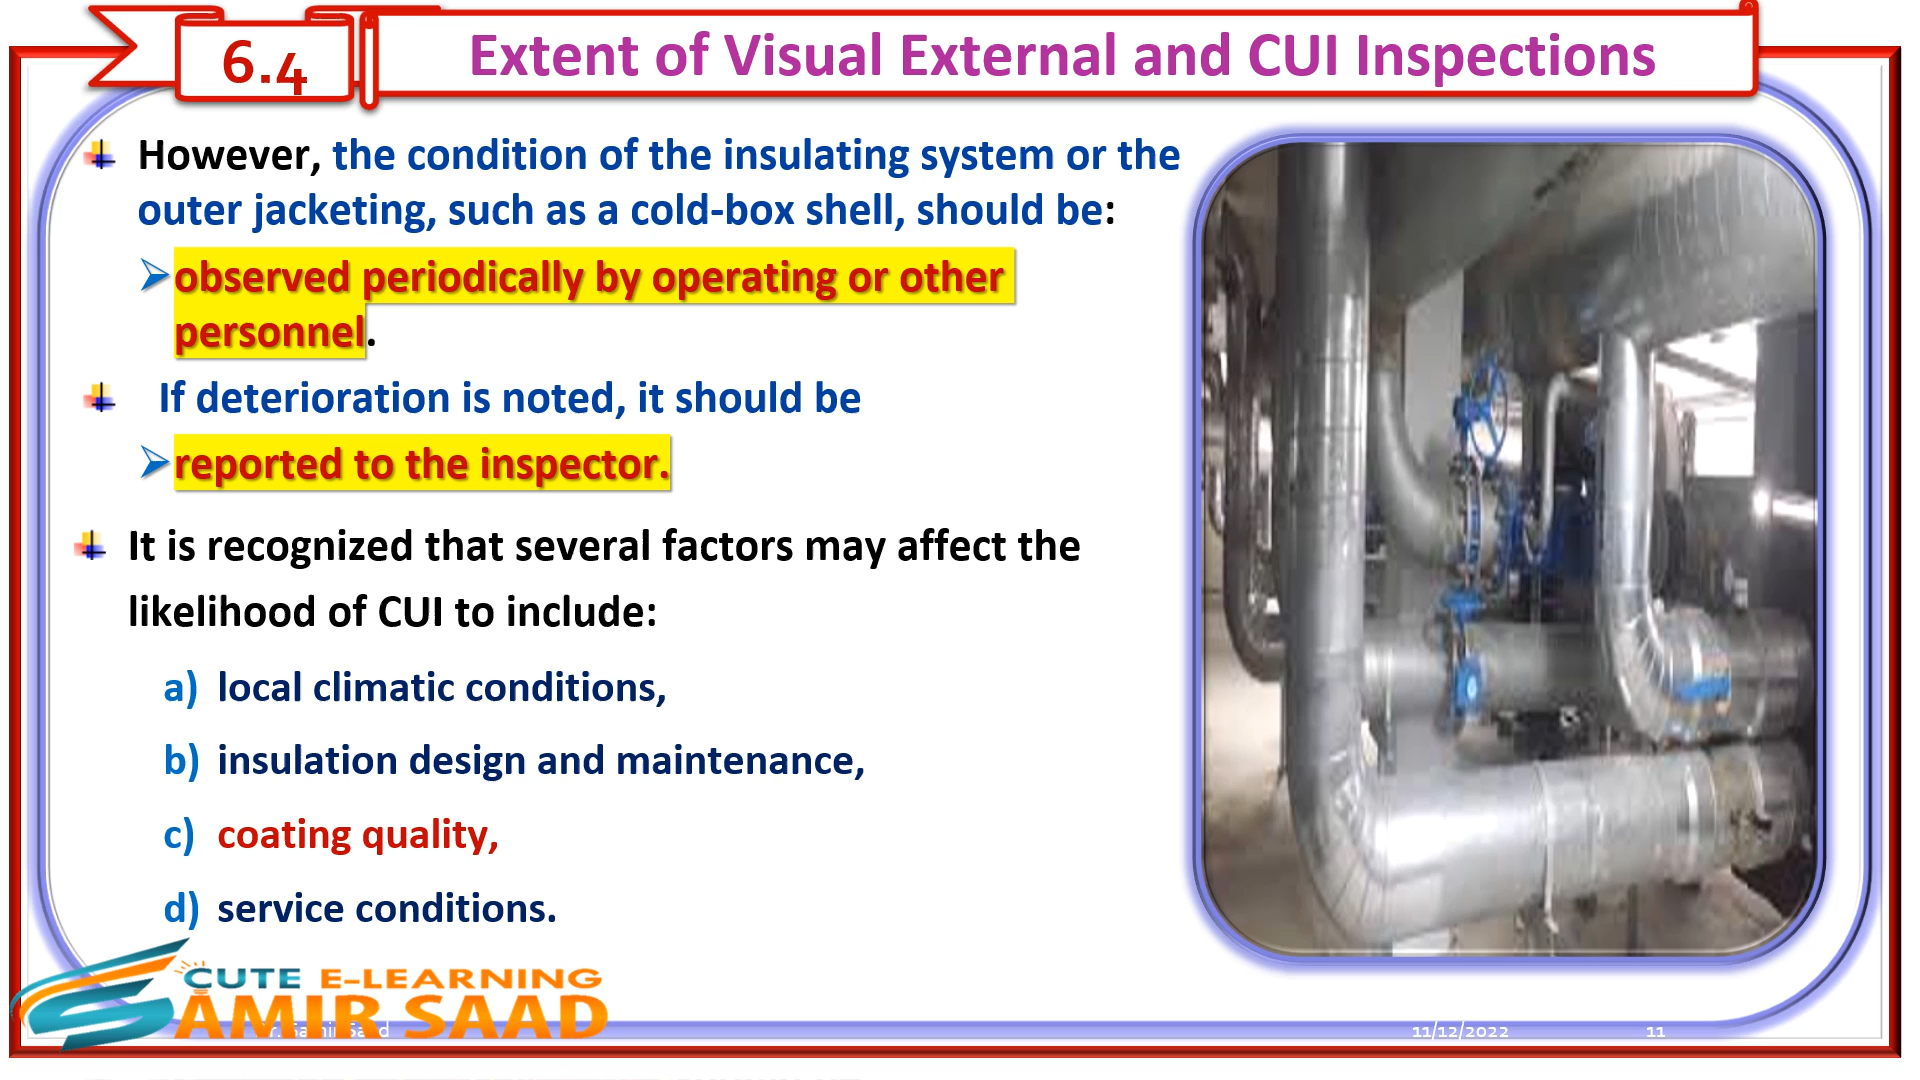 6.4
Extent of Visual External and CUI Inspections
However, the condition of the insulating system or the
outer jacketing, such as a cold-box shell, should be:
observed periodically by operating or other
personnel.
If deterioration is noted, it should be
reported to the inspector.
It is recognized that several factors may affect the
likelihood of CUI to include:
a) local climatic conditions,
b) insulation design and maintenance,
c) coating quality,
d) service conditions.
CUTE E-LEARNING
AMIR SAAD
11/12/2022
11